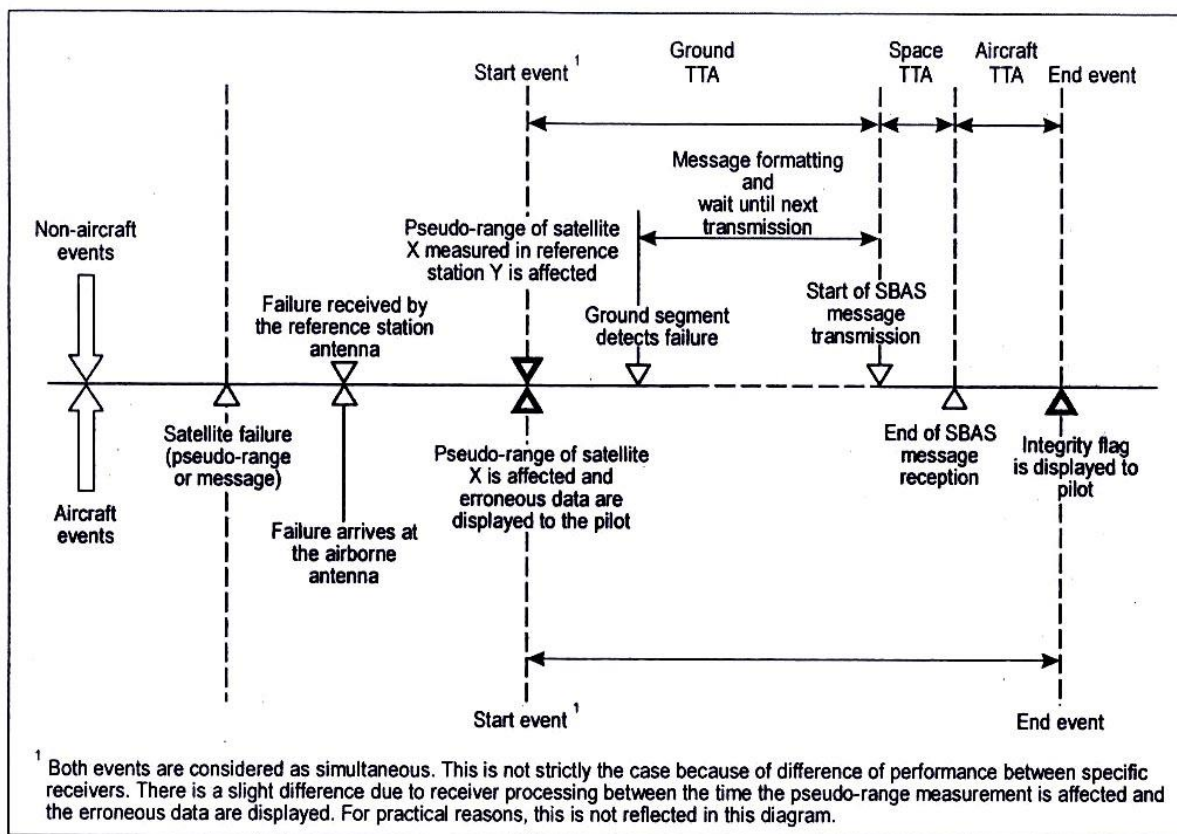 Ground
TTA
Space
TTA
Aircraft
TTA
Start event 1
End event
Message formatting
and
wait until next
transmission
Non-aircraft
events
Pseudo-range of satellite
X measured in reference
station Y is affected
Failure received by
the reference station
antenna
Ground segment
detects failure
Start of SBAS
message
transmission
Satellite failure
(pseudo-range
or message)
Pseudo-range of satellite
X is affected and
erroneous data are
displayed to the pilot
End of SBAS
message
reception
Integrity flag
is displayed to
pilot
Aircraft
events
Failure arrives at
the airborne
antenna
Start event 1
End event
1 Both events are considered as simultaneous. This is not strictly the case because of difference of performance between specific
receivers. There is a slight difference due to receiver processing between the time the pseudo-range measurement is affected and
the erroneous data are displayed. For practical reasons, this is not reflected in this diagram.